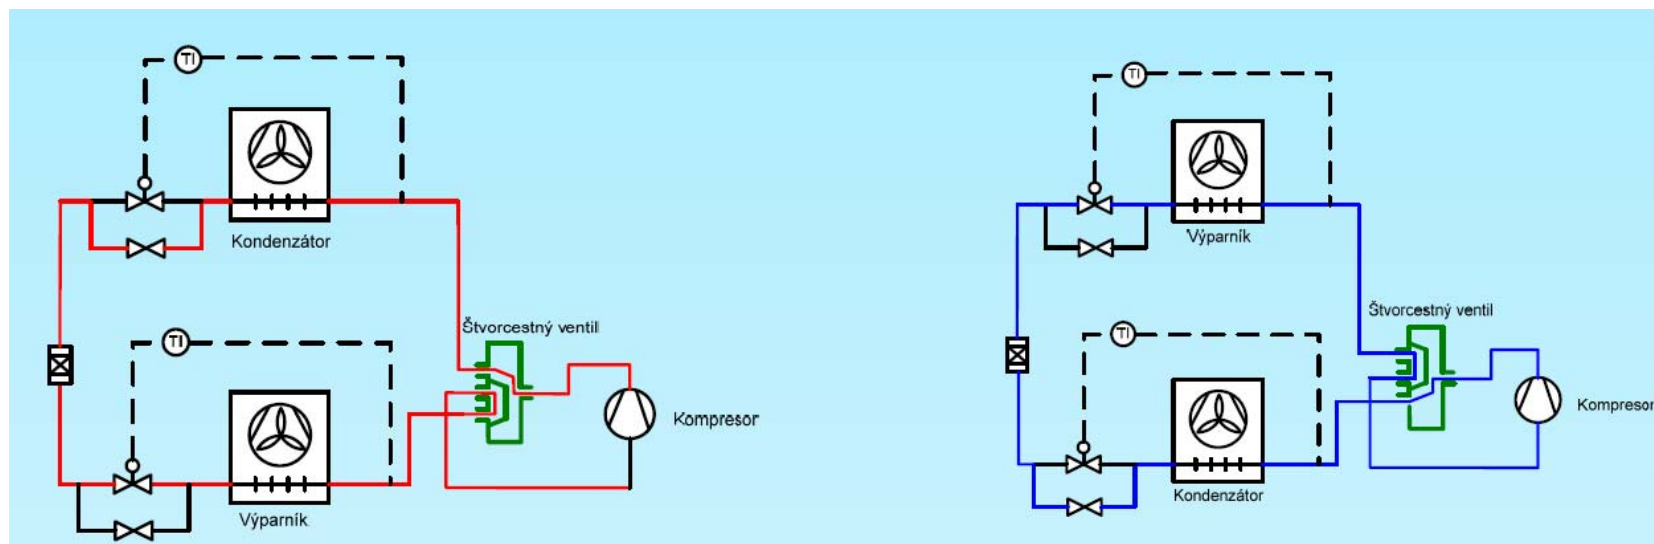 TI
Kondenzátor
Štvorcestný ventil
TI
Kompresor
Výparník
TI
Výparník
Štvorcestný ventil
TI
Kompresor
Kondenzátor